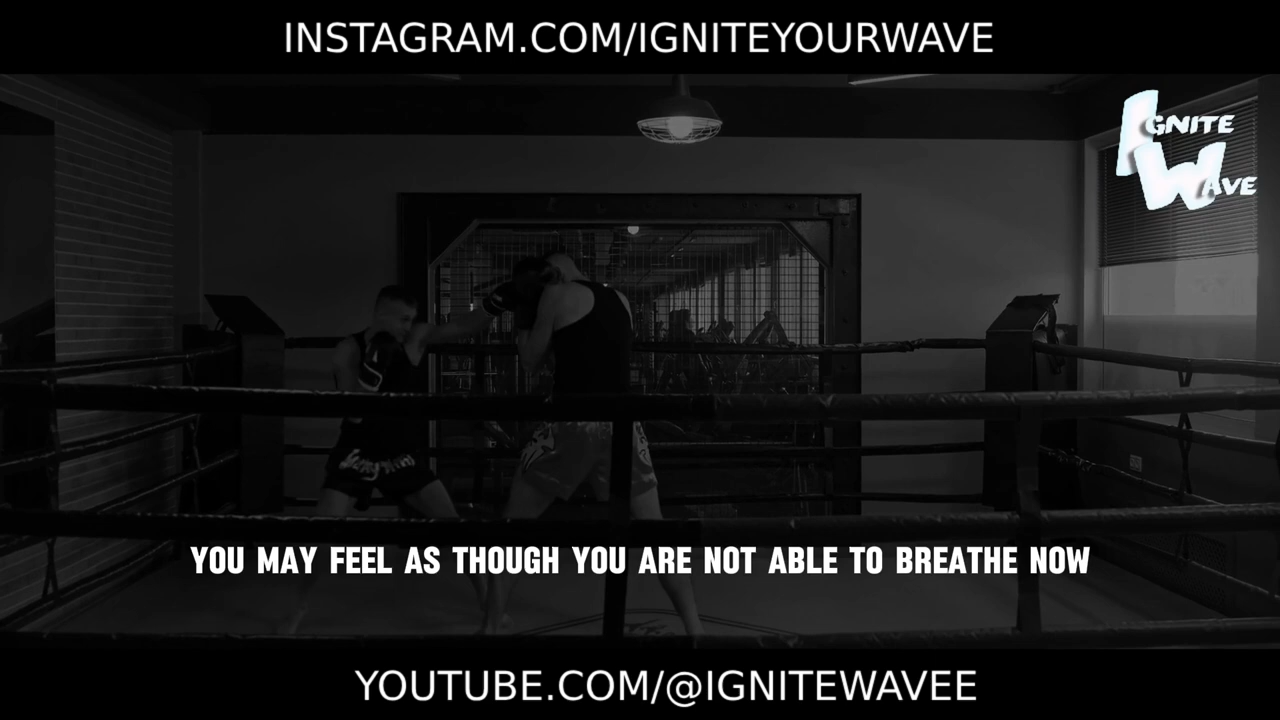 INSTAGRAM.COM/IGNITEYOURWAVE
IGNITE
WAVE
YOU MAY FEEL AS THOUGH YOU ARE NOT ABLE TO BREATHE NOW
YOUTUBE.COM/@IGNITEWAVEE